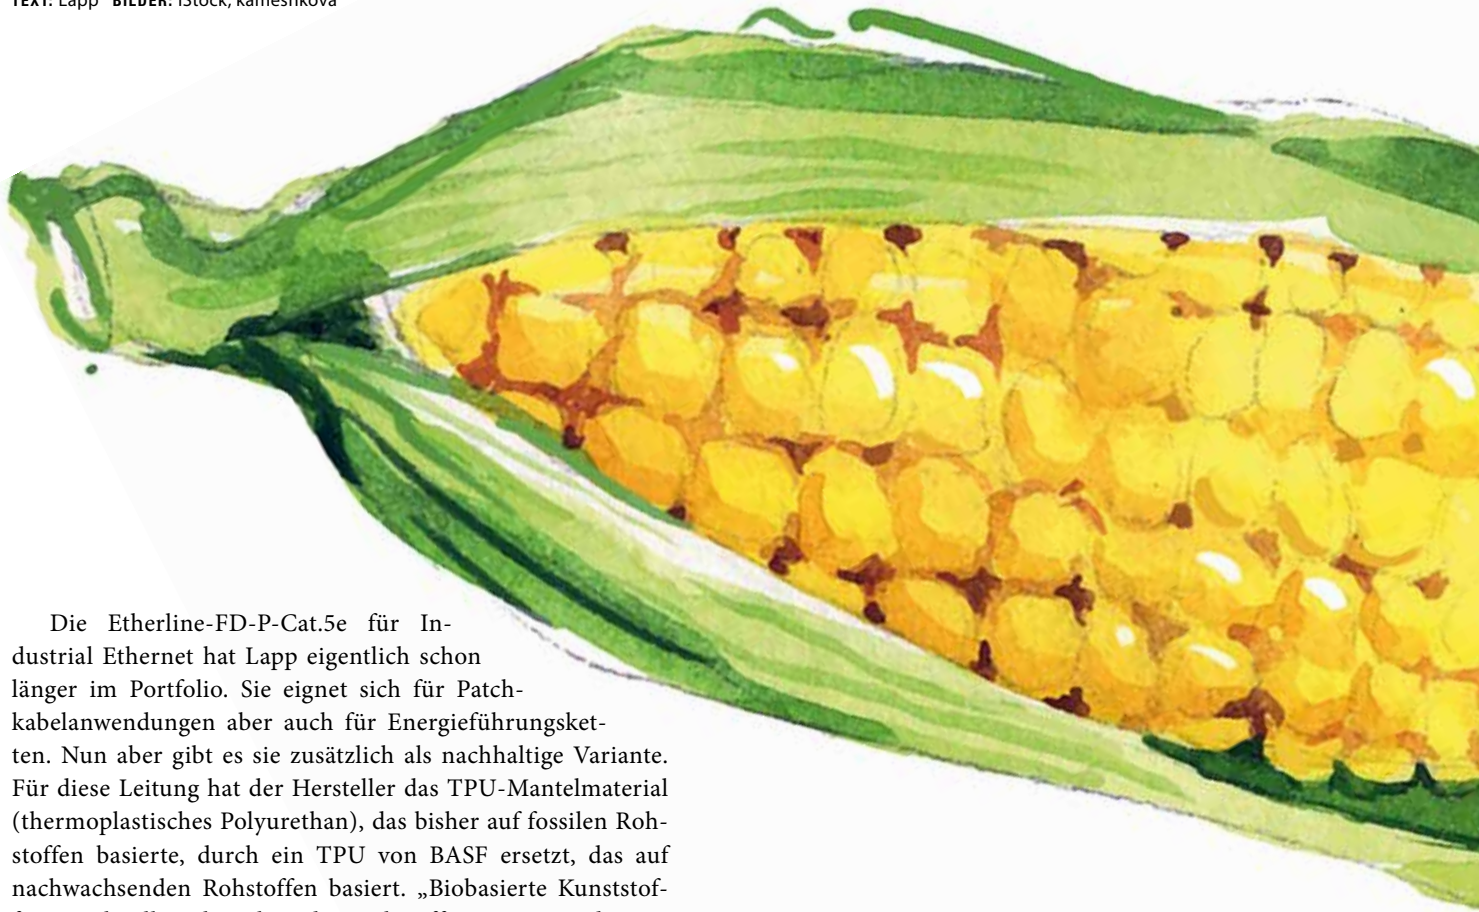 TEXT: Lapp BILDER: iStock, kameshkova
Die Etherline-FD-P-Cat.5e für In-
dustrial Ethernet hat Lapp eigentlich schon
länger im Portfolio. Sie eignet sich für Patch-
kabelanwendungen aber auch für Energieführungsket-
ten. Nun aber gibt es sie zusätzlich als nachhaltige Variante.
Für diese Leitung hat der Hersteller das TPU-Mantelmaterial
(thermoplastisches Polyurethan), das bisher auf fossilen Roh-
stoffen basierte, durch ein TPU von BASF ersetzt, das auf
nachwachsenden Rohstoffen basiert. „Biobasierte Kunststof-